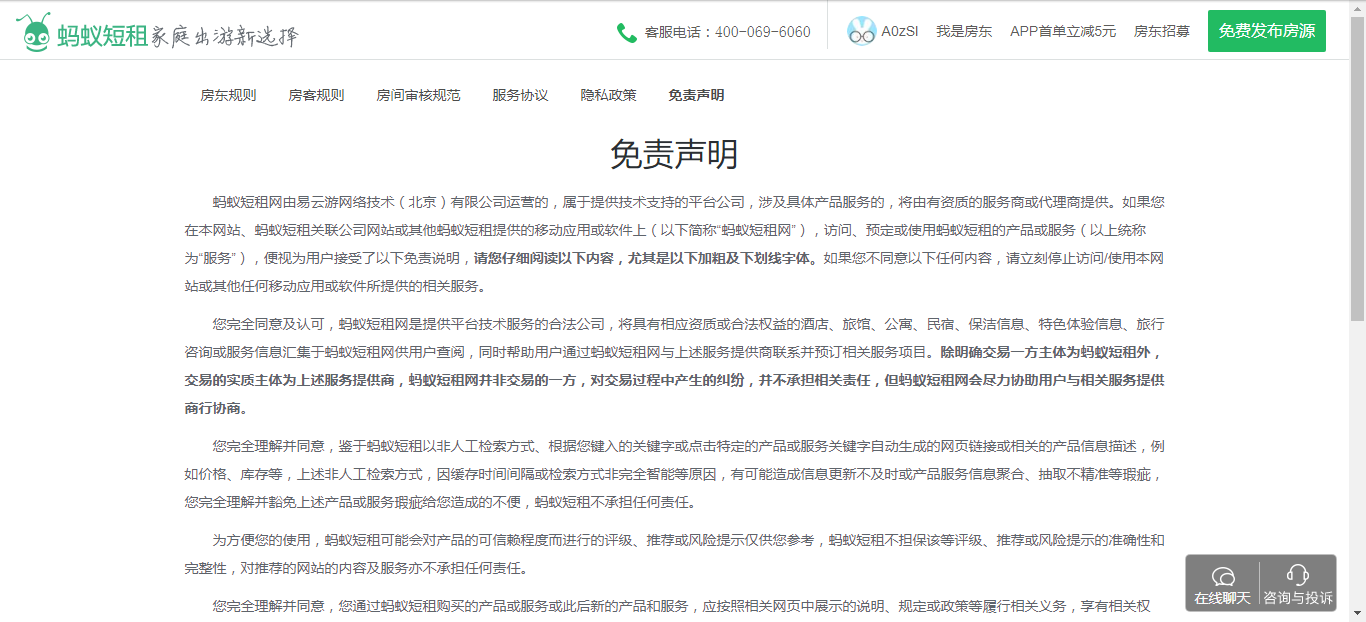 蚂蚁短租 家庭出游新选择
客服电话：400-069-6060
A0zSI 我是房东 APP首单立减5元 房东招募 免费发布房源
房东规则 房客规则 房间审核规范 服务协议 隐私政策 免责声明
免责声明
蚂蚁短租网由易云游网络技术（北京）有限公司运营的，属于提供技术支持的平台公司，涉及具体产品服务的，将由有资质的服务商或代理商提供。如果您
在本网站、蚂蚁短租关联公司网站或其他蚂蚁短租提供的移动应用或软件上（以下简称“蚂蚁短租网”），访问、预定或使用蚂蚁短租的产品或服务（以上统称
为“服务”），便视为用户接受了以下免责说明，请您仔细阅读以下内容，尤其是以下加粗及下划线字体。如果您不同意以下任何内容，请立刻停止访问/使用本网
站或其他任何移动应用或软件所提供的相关服务。
您完全同意及认可，蚂蚁短租网是提供平台技术服务的合法公司，将具有相应资质或合法权益的酒店、旅馆、公寓、民宿、保洁信息、特色体验信息、旅行
咨询或服务信息汇集于蚂蚁短租网供用户查阅，同时帮助用户通过蚂蚁短租网与上述服务提供商联系并预订相关服务项目。除明确交易一方主体为蚂蚁短租外，
交易的实质主体为上述服务提供商，蚂蚁短租网并非交易的一方，对交易过程中产生的纠纷，并不承担相关责任，但蚂蚁短租网会尽力协助用户与相关服务提供
商行协商。
您完全理解并同意，鉴于蚂蚁短租以非人工检索方式、根据您键入的关键字或点击特定的产品或服务关键字自动生成的网页链接或相关的产品信息描述，例
如价格、库存等，上述非人工检索方式，因缓存时间间隔或检索方式非完全智能等原因，有可能造成信息更新不及时或产品服务信息聚合、抽取不精准等瑕疵，
您完全理解并豁免上述产品或服务瑕疵给您造成的不便，蚂蚁短租不承担任何责任。
为方便您的使用，蚂蚁短租可能会对产品的可信赖程度而进行的评级、推荐或风险提示仅供您参考，蚂蚁短租不担保该等评级、推荐或风险提示的准确性和
完整性，对推荐的网站的内容及服务亦不承担任何责任。
您完全理解并同意，您通过蚂蚁短租购买的产品或服务或此后新的产品和服务，应按照相关网页中展示的说明、规定或政策等履行相关义务，享有相关权
在线聊天 咨询与投诉